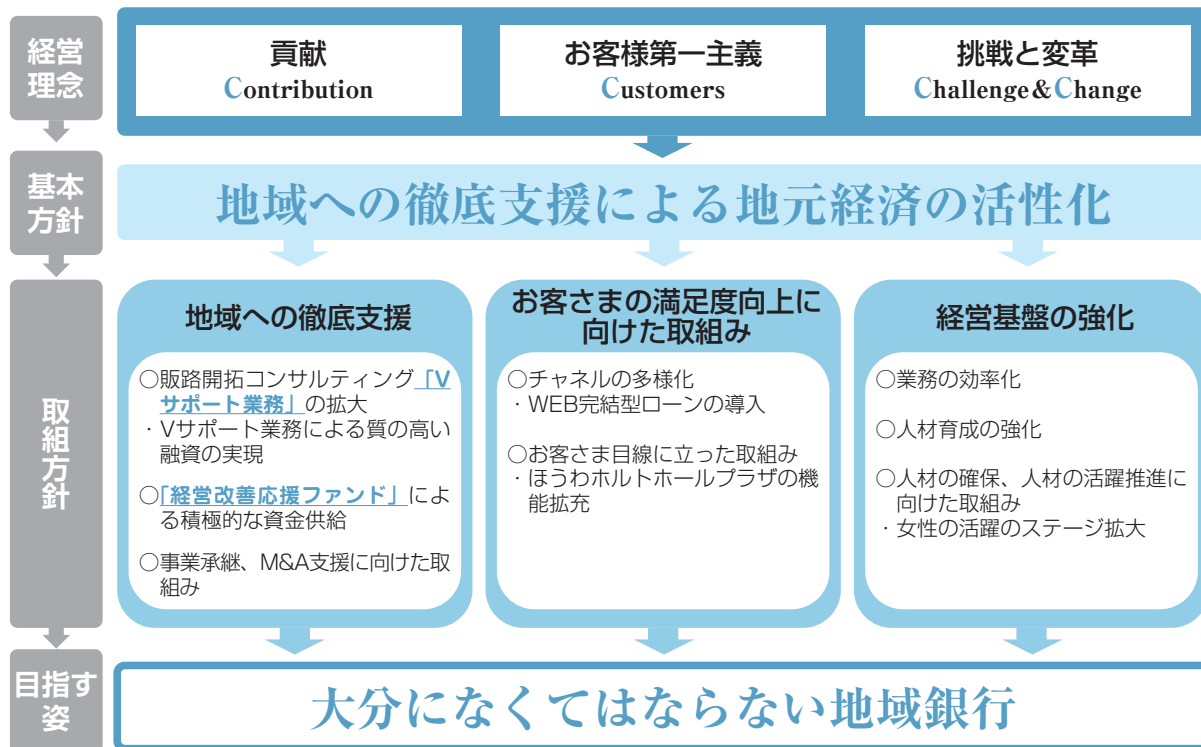 経営
理念
貢献
Contribution
お客様第一主義
Customers
挑戦と変革
Challenge&Change
基本
方針
地域への徹底支援による地元経済の活性化
取組方針
地域への徹底支援
○販路開拓コンサルティング「V
サポート業務」の拡大
・Vサポート業務による質の高い
融資の実現
○「経営改善応援ファンド」によ
る積極的な資金供給
○事業承継、M&A支援に向けた取
組み
お客さまの満足度向上に
向けた取組み
○チャネルの多様化
・WEB完結型ローンの導入
○お客さま目線に立った取組み
・ほうわホルトホールプラザの機
能拡充
経営基盤の強化
○業務の効率化
○人材育成の強化
○人材の確保、人材の活躍推進に
向けた取組み
・女性の活躍のステージ拡大
目指す
姿
大分になくてはならない地域銀行